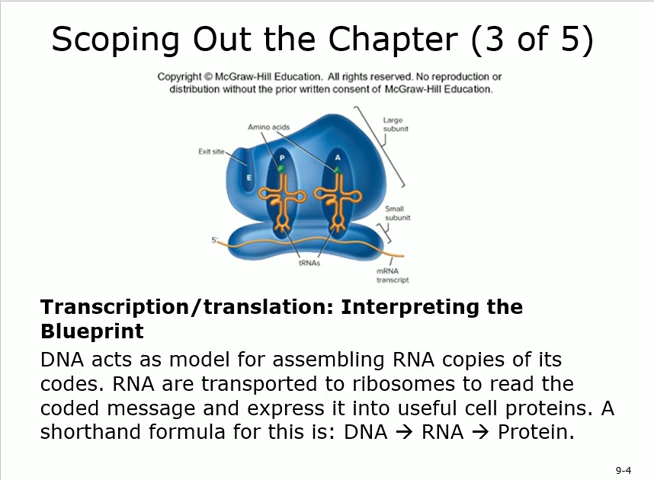 Scoping Out the Chapter (3 of 5)
Copyright © McGraw-Hill Education. All rights reserved. No reproduction or
distribution without the prior written consent of McGraw-Hill Education.
Large
subunit
Amino acids
Exit site
P
A
E
Small
subunit
5'
tRNAs
mRNA
transcript
Transcription/translation: Interpreting the
Blueprint
DNA acts as model for assembling RNA copies of its
codes. RNA are transported to ribosomes to read the
coded message and express it into useful cell proteins. A
shorthand formula for this is: DNA → RNA → Protein.
9-4